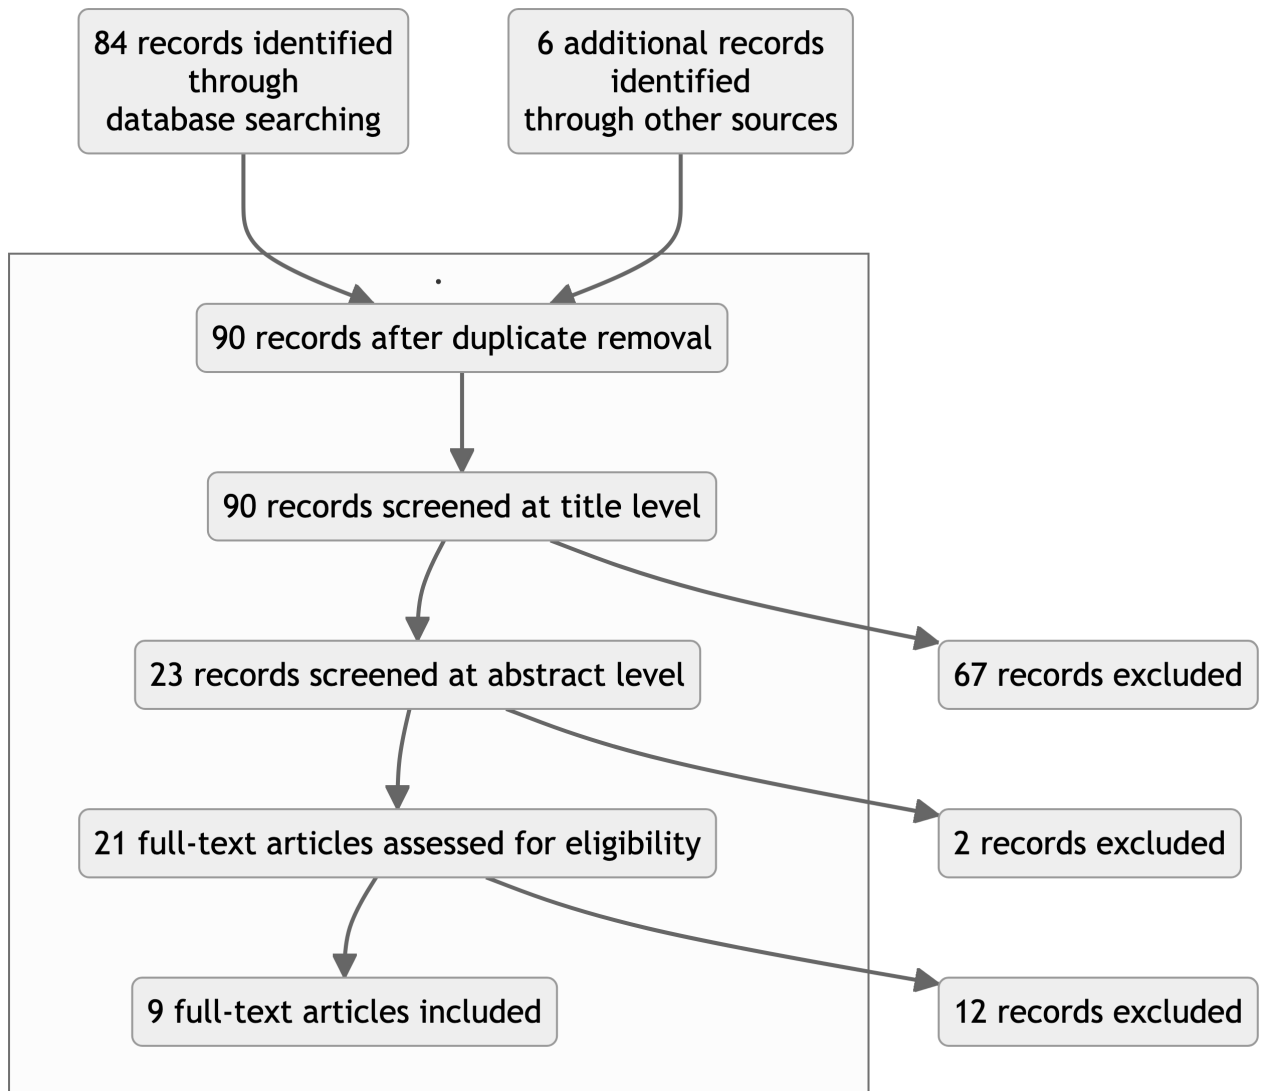 84 records identified
through
database searching
6 additional records
identified
through other sources
.
90 records after duplicate removal
90 records screened at title level
23 records screened at abstract level
67 records excluded
21 full-text articles assessed for eligibility
2 records excluded
9 full-text articles included
12 records excluded